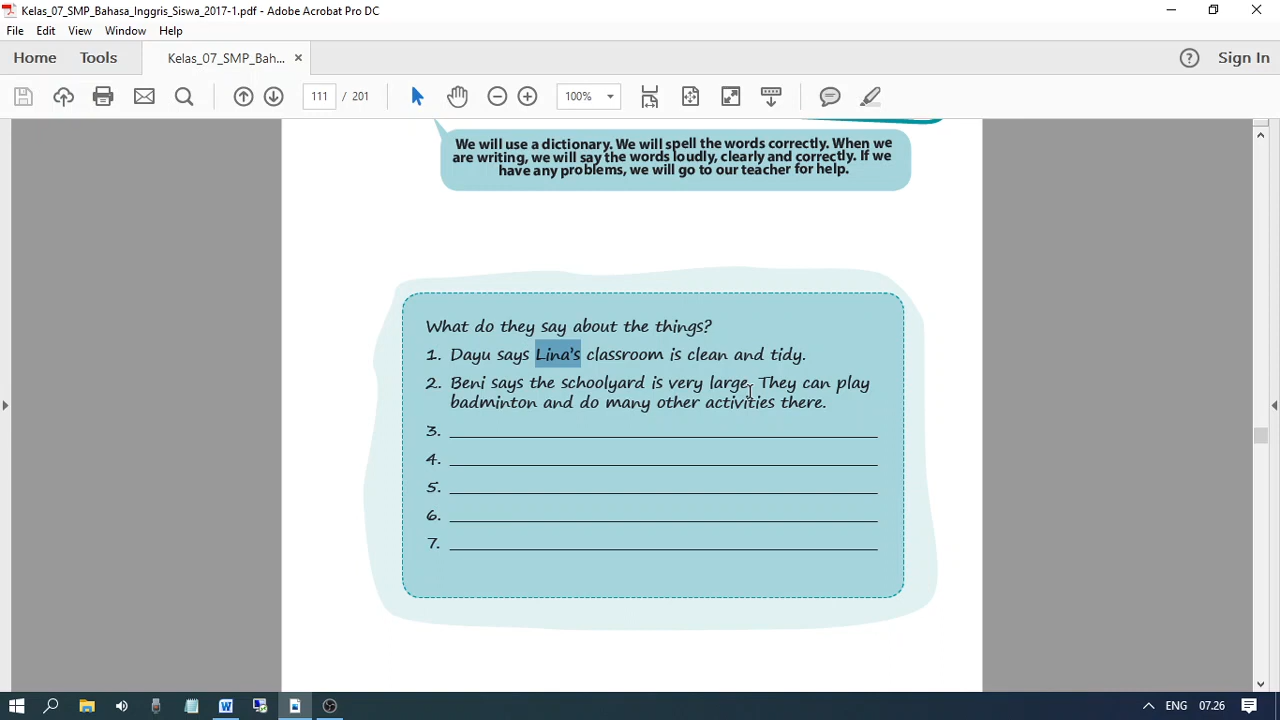 Kelas_07_SMP_Bahasa_Inggris_Siswa_2017-1.pdf - Adobe Acrobat Pro DC
File Edit View Window Help
Home Tools Kelas_07_SMP_Bah... × Sign In
111 / 201 100%
We will use a dictionary. We will spell the words correctly. When we
are writing, we will say the words loudly, clearly and correctly. If we
have any problems, we will go to our teacher for help.
What do they say about the things?
1. Dayu says Lina's classroom is clean and tidy.
2. Beni says the schoolyard is very large. They can play
badminton and do many other activities there.
3.
4.
5.
6.
7.
ENG 07.26